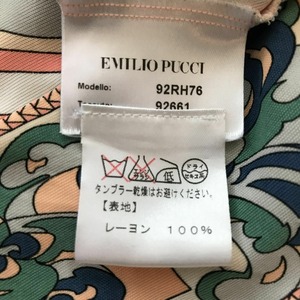 EMILIO PUCCI
Modello: 92RH76
92661
低 ドライ
タンブラー乾燥はお避けください。
【表地】
レーヨン 100%